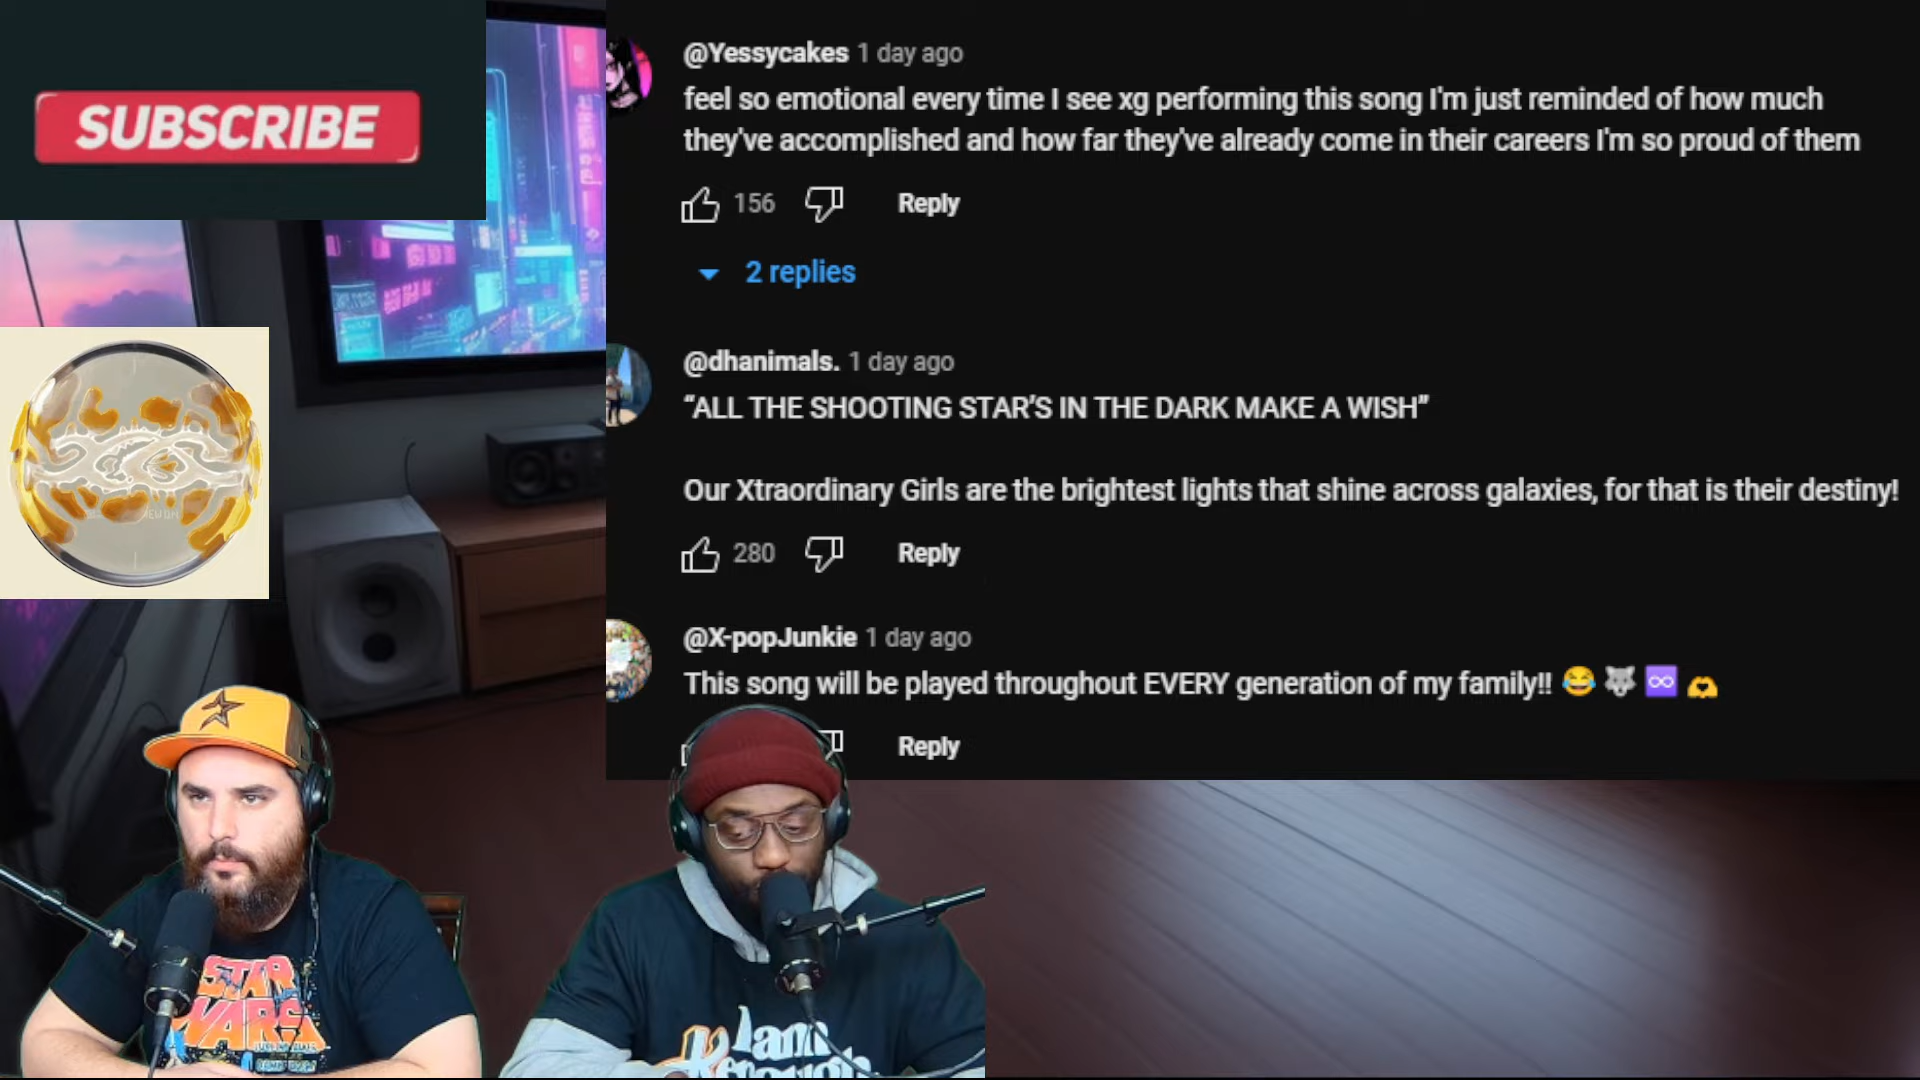 SUBSCRIBE
@Yessycakes 1 day ago
feel so emotional every time I see xg performing this song I'm just reminded of how much
they've accomplished and how far they've already come in their careers I'm so proud of them
156 Reply
2 replies
@dhanimals. 1 day ago
“ALL THE SHOOTING STAR’S IN THE DARK MAKE A WISH”
Our Xtraordinary Girls are the brightest lights that shine across galaxies, for that is their destiny!
280 Reply
@X-popJunkie 1 day ago
This song will be played throughout EVERY generation of my family!! 😂🐺♾️🫶
Reply
STAR
WARS
I am